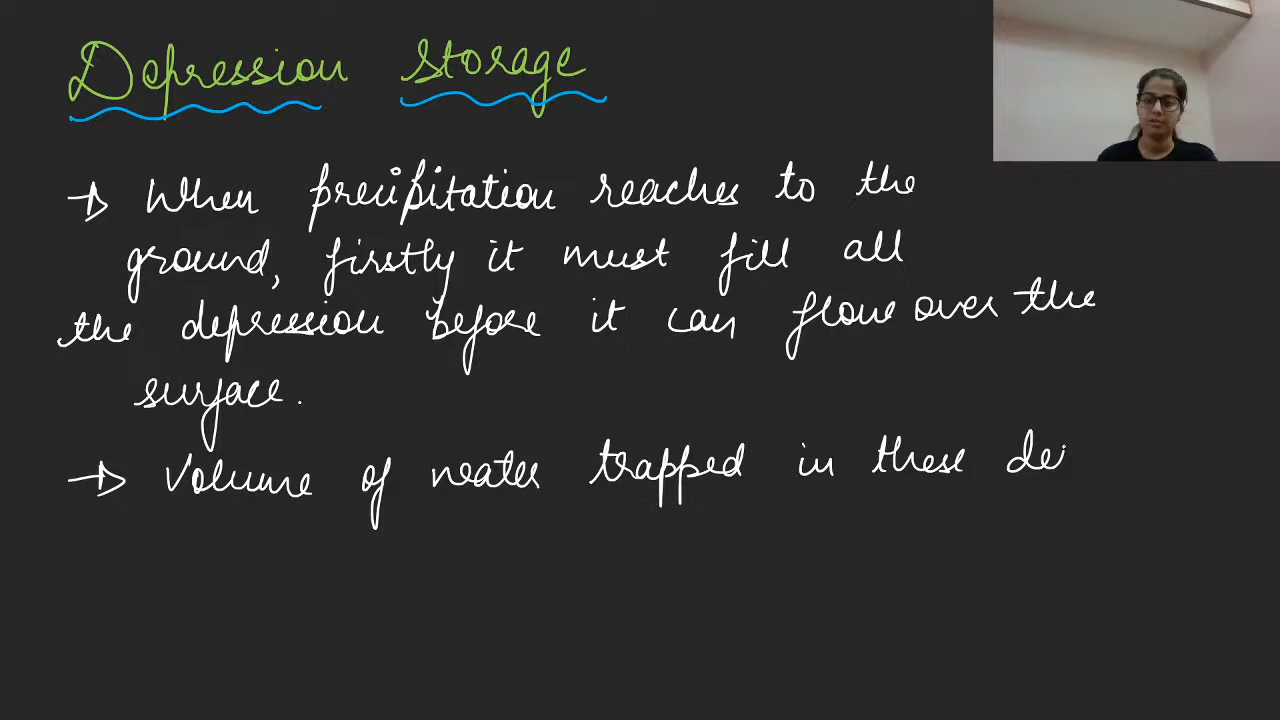 Depression Storage
→ When precipitation reaches to the
ground, firstly it must fill all
the depression before it can flow over the
surface.
→ Volume of water trapped in these de